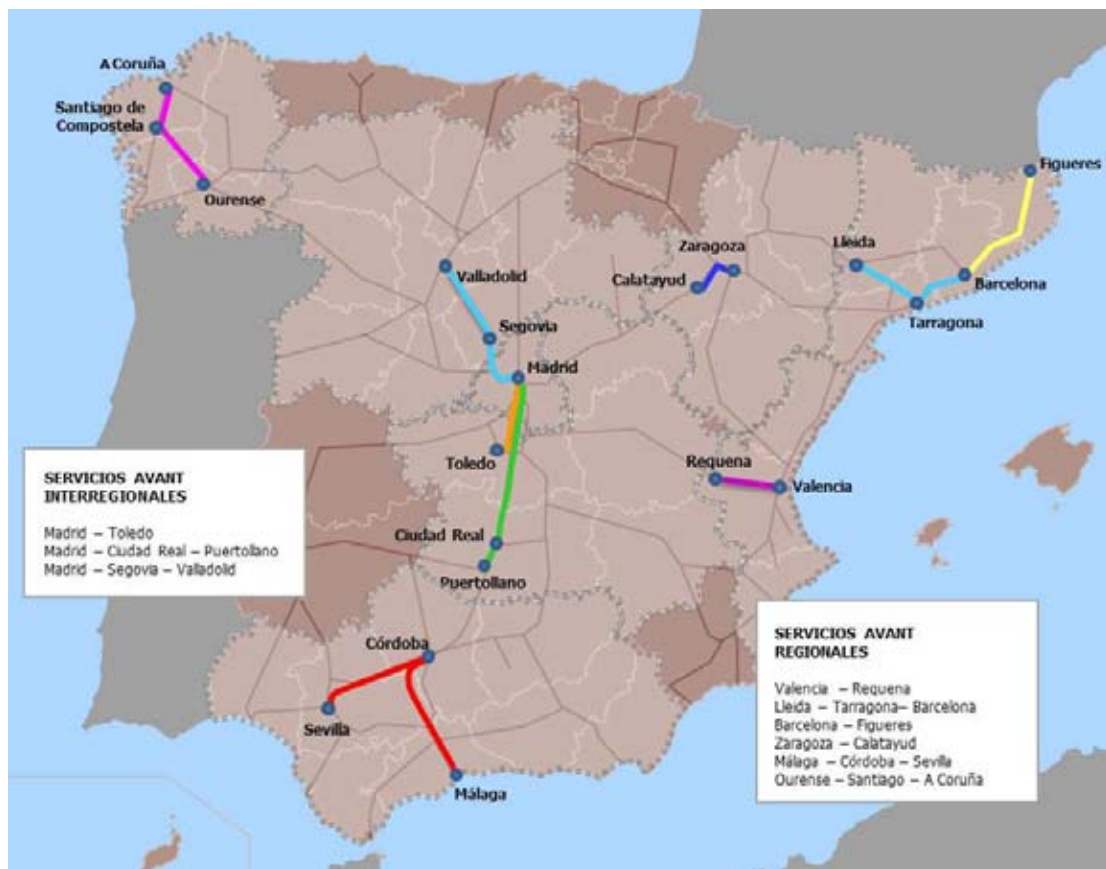 A Coruña
Santiago de
Compostela
Ourense
Figueres
Zaragoza
Lleida
Calatayud
Barcelona
Tarragona
Valladolid
Segovia
Madrid
Toledo
Requena
Valencia
Ciudad Real
Puertollano
Córdoba
Sevilla
Málaga
SERVICIOS AVANT
INTERREGIONALES
Madrid – Toledo
Madrid – Ciudad Real – Puertollano
Madrid – Segovia – Valladolid
SERVICIOS AVANT
REGIONALES
Valencia – Requena
Lleida – Tarragona– Barcelona
Barcelona – Figueres
Zaragoza – Calatayud
Málaga – Córdoba – Sevilla
Ourense – Santiago – A Coruña